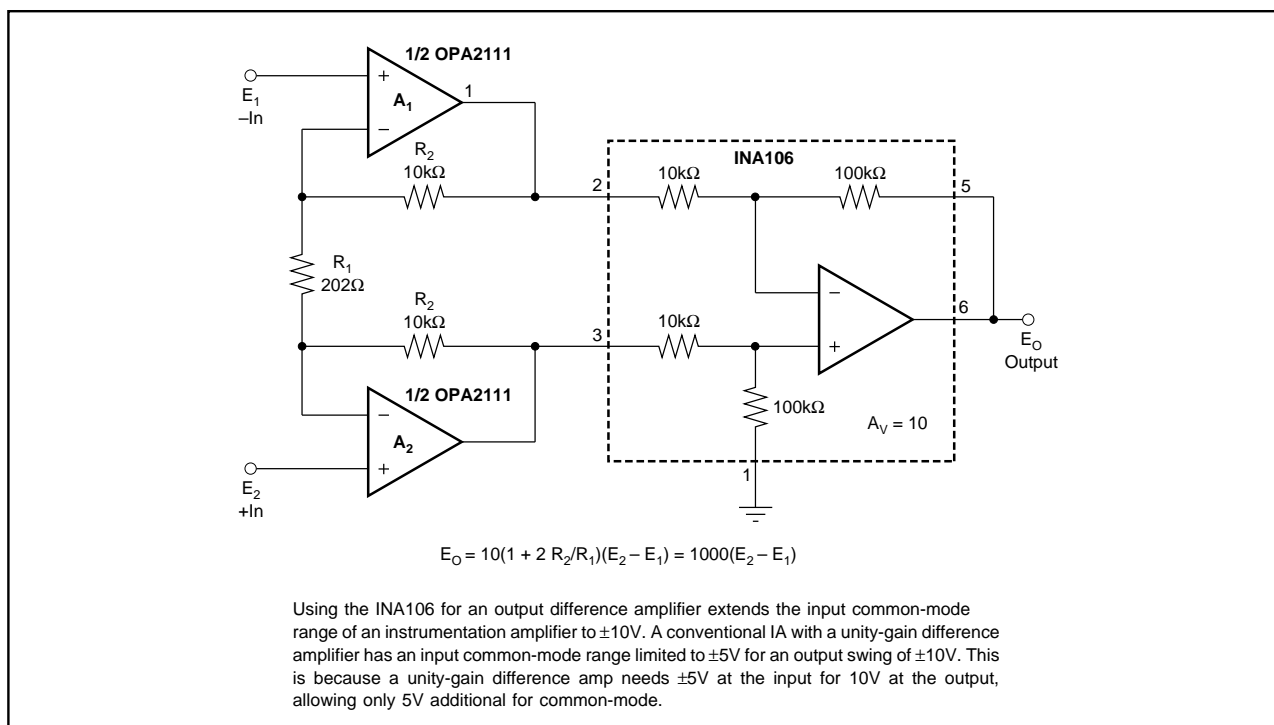 1/2 OPA2111
E1
–In
+
A1
–
1
R2
10kΩ
INA106
2
10kΩ
100kΩ
5
R1
202Ω
R2
10kΩ
3
10kΩ
–
+
6
EO
Output
1/2 OPA2111
–
A2
+
100kΩ
AV = 10
E2
+In
1
EO = 10(1 + 2 R2/R1)(E2 – E1) = 1000(E2 – E1)
Using the INA106 for an output difference amplifier extends the input common-mode
range of an instrumentation amplifier to ±10V. A conventional IA with a unity-gain difference
amplifier has an input common-mode range limited to ±5V for an output swing of ±10V. This
is because a unity-gain difference amp needs ±5V at the input for 10V at the output,
allowing only 5V additional for common-mode.